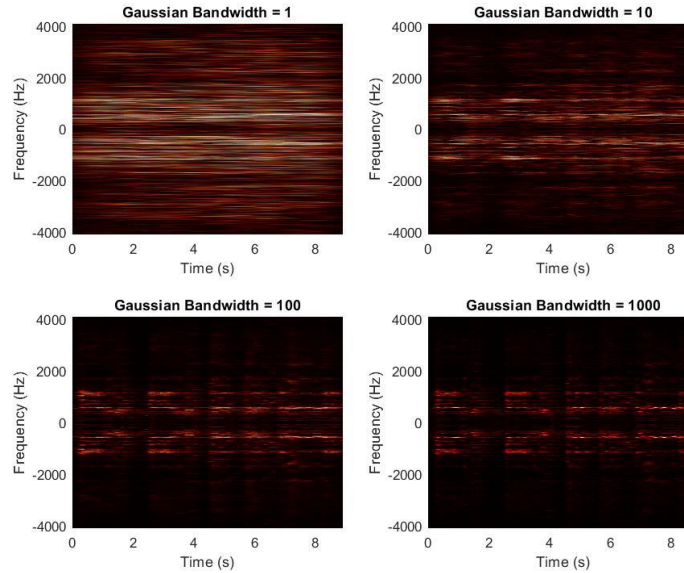 Gaussian Bandwidth = 1
4000
2000
0
-2000
-4000
Frequency (Hz)
0 2 4 6 8
Time (s)
Gaussian Bandwidth = 10
4000
2000
0
-2000
-4000
Frequency (Hz)
0 2 4 6 8
Time (s)
Gaussian Bandwidth = 100
4000
2000
0
-2000
-4000
Frequency (Hz)
0 2 4 6 8
Time (s)
Gaussian Bandwidth = 1000
4000
2000
0
-2000
-4000
Frequency (Hz)
0 2 4 6 8
Time (s)